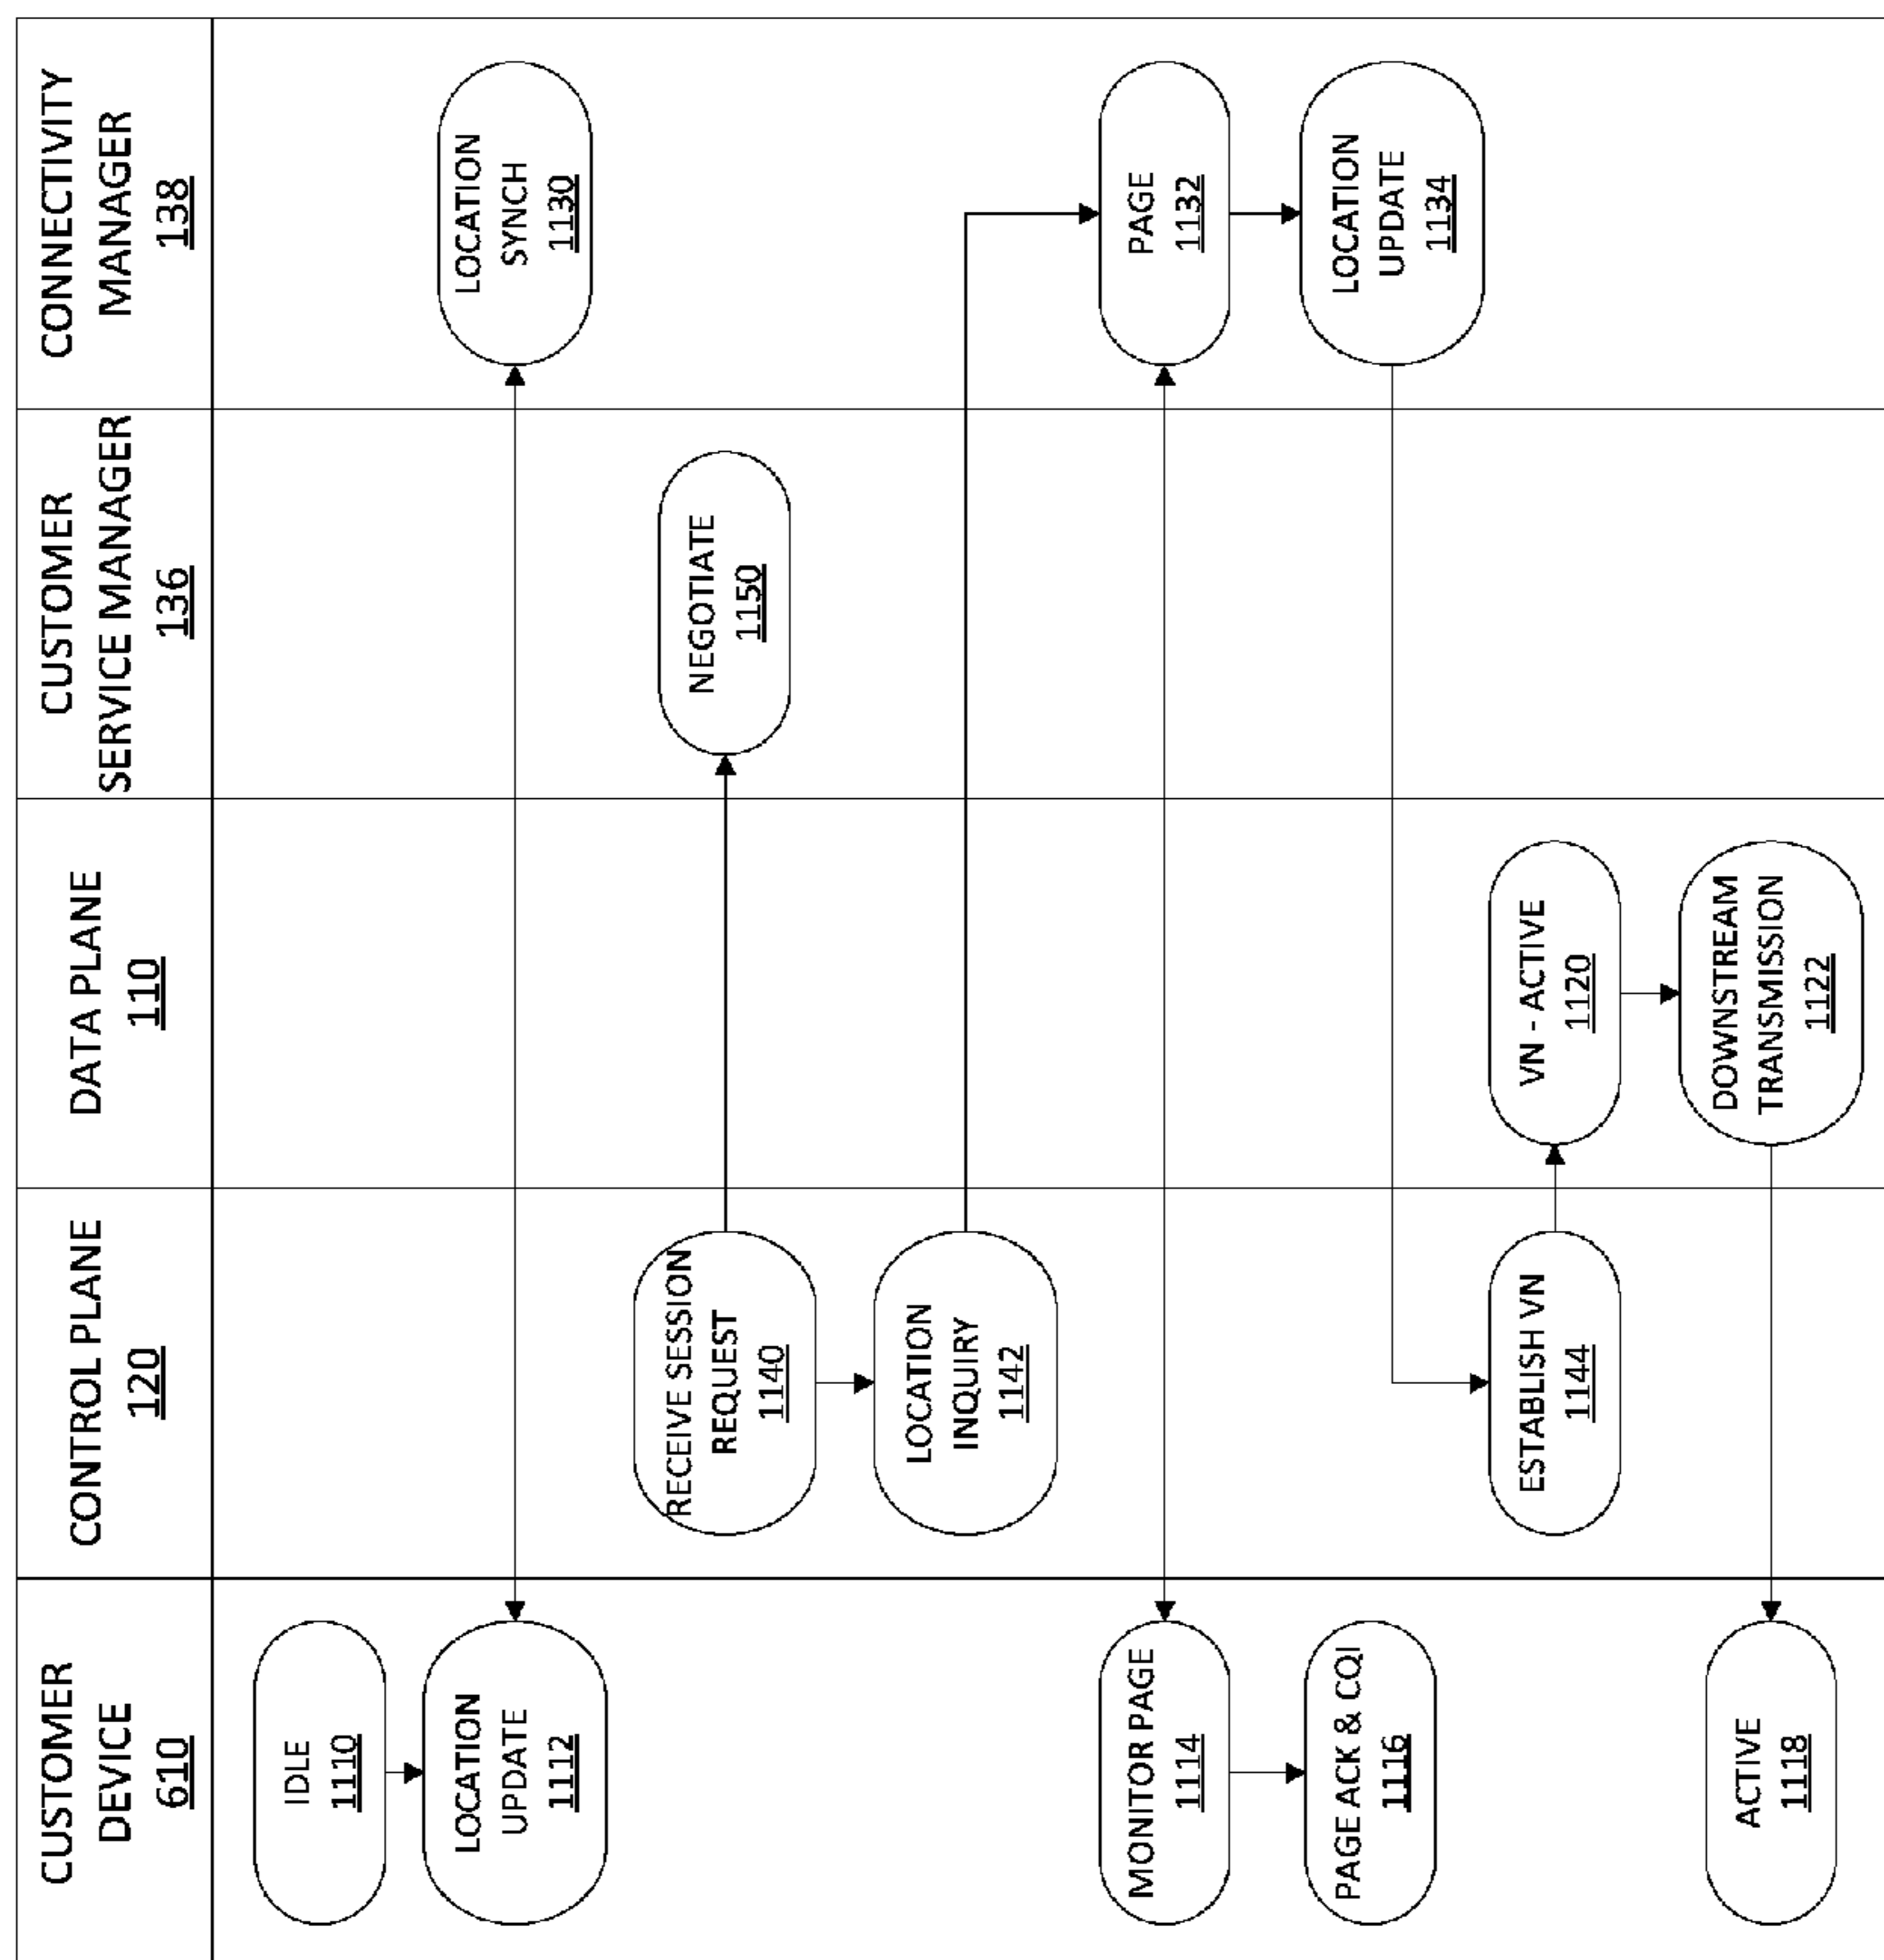 CUSTOMER
DEVICE
610
CONTROL PLANE
120
DATA PLANE
110
CUSTOMER
SERVICE MANAGER
136
CONNECTIVITY
MANAGER
138
IDLE
1110
LOCATION
UPDATE
1112
LOCATION
SYNCH
1130
RECEIVE SESSION
REQUEST
1140
NEGOTIATE
1150
LOCATION
INQUIRY
1142
MONITOR PAGE
1114
PAGE
1132
PAGE ACK & CQI
1116
LOCATION
UPDATE
1134
ESTABLISH VN
1144
VN - ACTIVE
1120
ACTIVE
1118
DOWNSTREAM
TRANSMISSION
1122